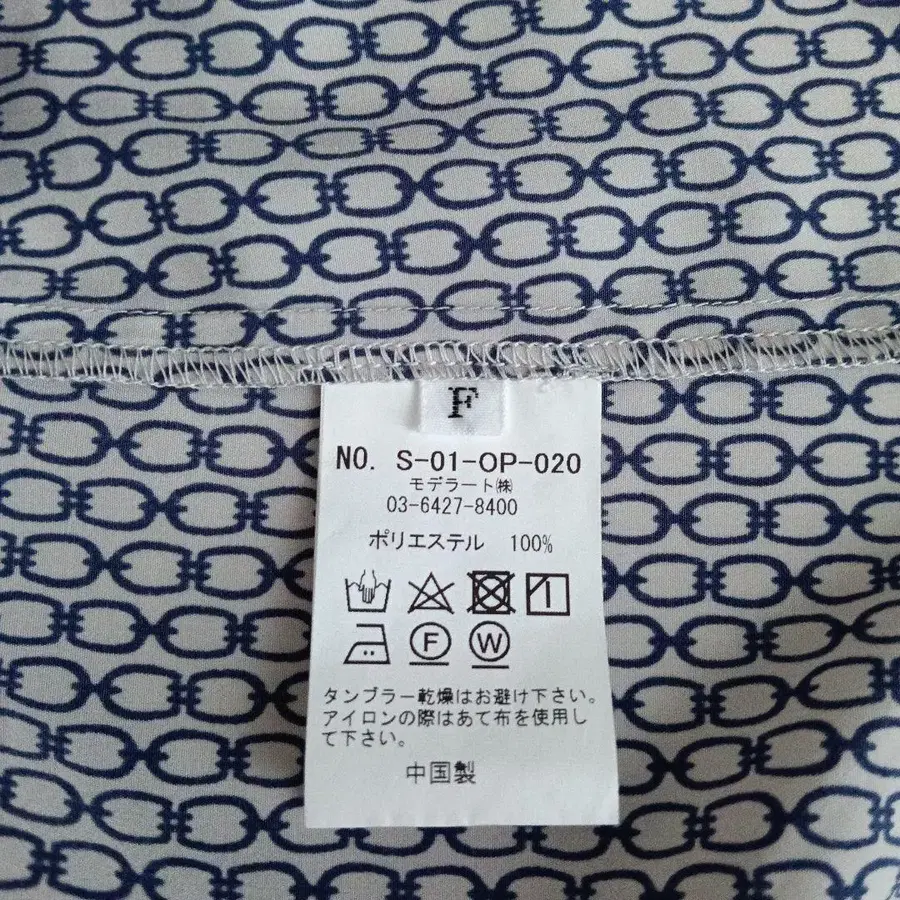 F
NO. S-01-OP-020
モデラート㈱
03-6427-8400
ポリエステル 100%
F W
タンブラー乾燥はお避け下さい。
アイロンの際はあて布を使用し
て下さい。
中国製